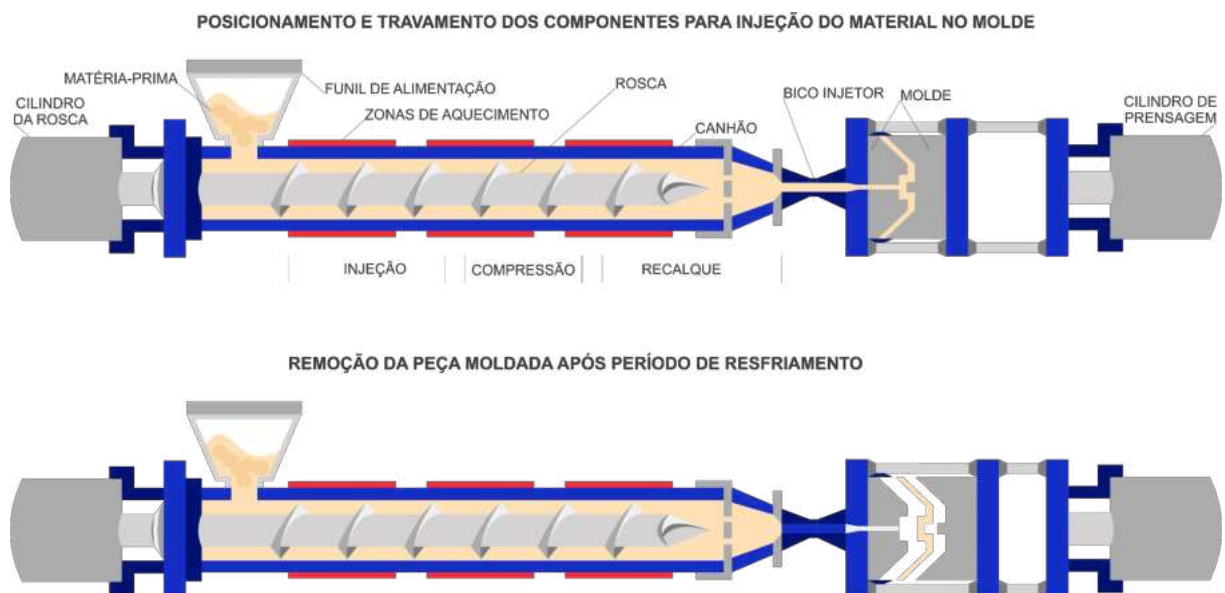 POSICIONAMENTO E TRAVAMENTO DOS COMPONENTES PARA INJEÇÃO DO MATERIAL NO MOLDE
MATÉRIA-PRIMA
FUNIL DE ALIMENTAÇÃO
ROSCA
BICO INJETOR
MOLDE
CILINDRO
DA ROSCA
ZONAS DE AQUECIMENTO
CANHÃO
CILINDRO DE
PRENSAGEM
INJEÇÃO
COMPRESSÃO
RECALQUE
REMOÇÃO DA PEÇA MOLDADA APÓS PERÍODO DE RESFRIAMENTO